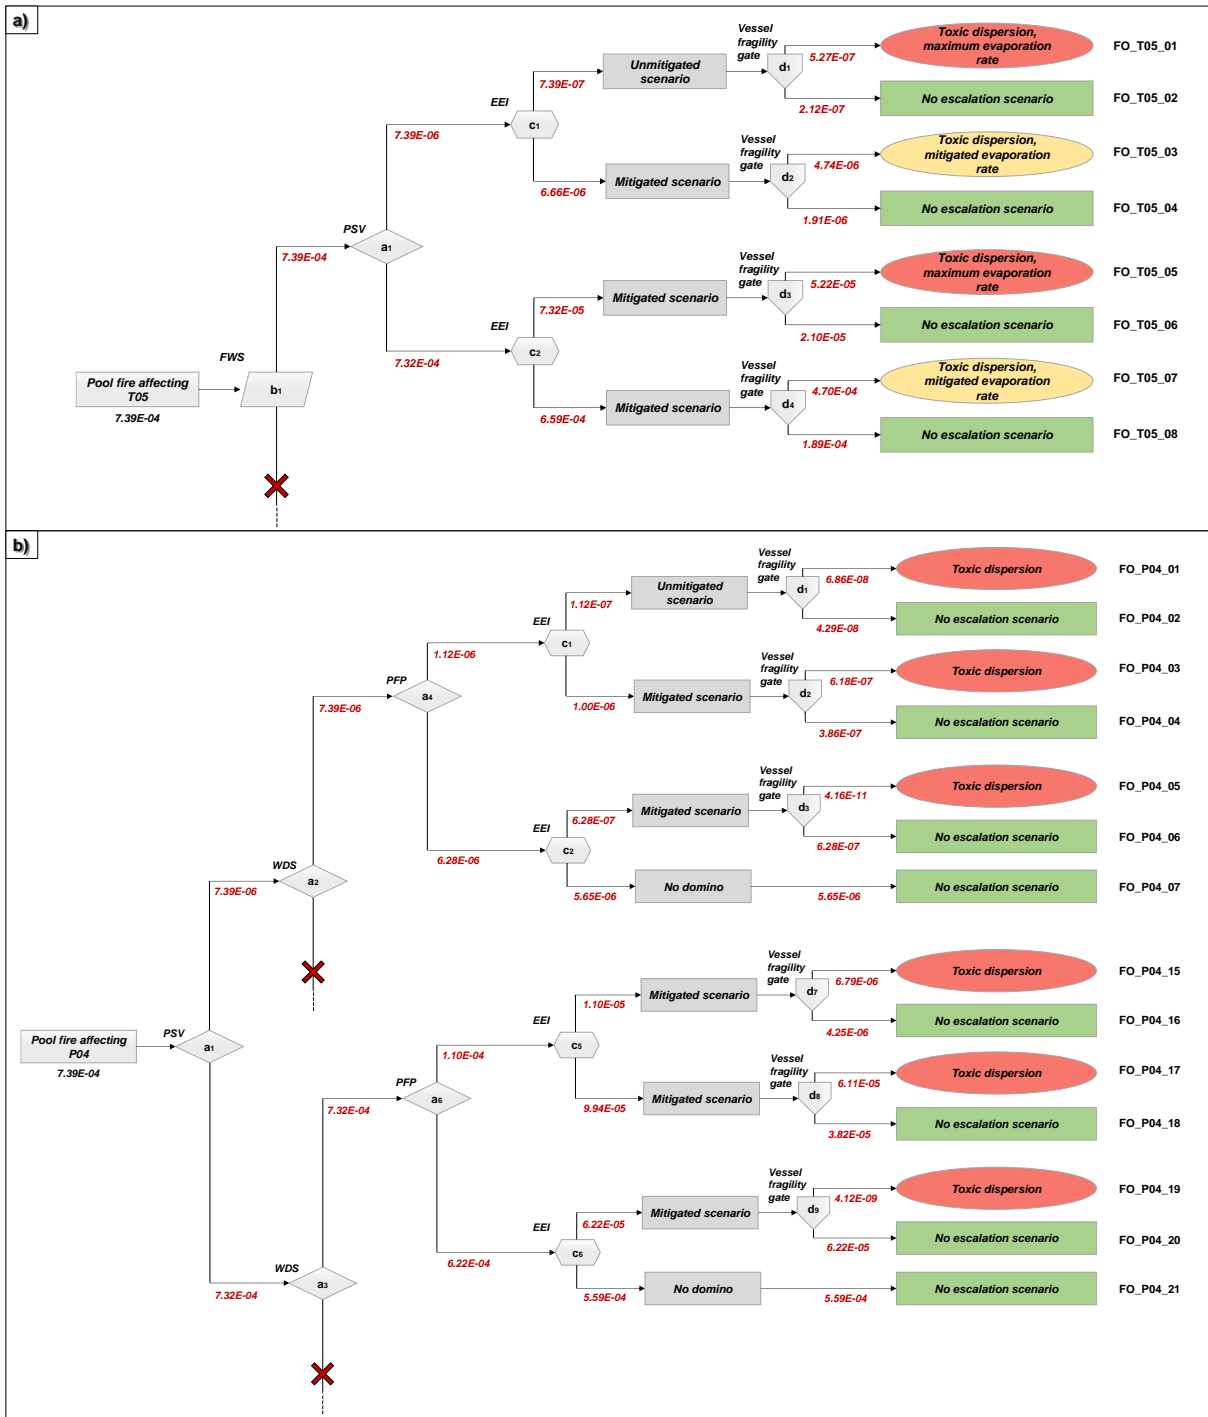 a)
Vessel
fragility
gate
d1
5.27E-07
Toxic dispersion,
maximum evaporation
rate
FO_T05_01
Unmitigated
scenario
7.39E-07
2.12E-07
No escalation scenario
FO_T05_02
EEI
c1
7.39E-06
Vessel
fragility
gate
d2
4.74E-06
Toxic dispersion,
mitigated evaporation
rate
FO_T05_03
Mitigated scenario
6.66E-06
1.91E-06
No escalation scenario
FO_T05_04
PSV
a1
7.39E-04
Vessel
fragility
gate
d3
5.22E-05
Toxic dispersion,
maximum evaporation
rate
FO_T05_05
Mitigated scenario
7.32E-05
2.10E-05
No escalation scenario
FO_T05_06
EEI
c2
7.32E-04
FWS
Pool fire affecting
T05
7.39E-04
b1
Vessel
fragility
gate
d4
4.70E-04
Toxic dispersion,
mitigated evaporation
rate
FO_T05_07
Mitigated scenario
6.59E-04
1.89E-04
No escalation scenario
FO_T05_08
b)
Vessel
fragility
gate
d1
6.86E-08
Toxic dispersion
FO_P04_01
Unmitigated
scenario
1.12E-07
4.29E-08
No escalation scenario
FO_P04_02
EEI
c1
1.12E-06
Vessel
fragility
gate
d2
6.18E-07
Toxic dispersion
FO_P04_03
Mitigated scenario
1.00E-06
3.86E-07
No escalation scenario
FO_P04_04
PFP
a4
7.39E-06
Vessel
fragility
gate
d3
4.16E-11
Toxic dispersion
FO_P04_05
Mitigated scenario
6.28E-07
6.28E-07
No escalation scenario
FO_P04_06
EEI
c2
6.28E-06
WDS
a2
7.39E-06
No domino
5.65E-06
5.65E-06
No escalation scenario
FO_P04_07
Vessel
fragility
gate
d7
6.79E-06
Toxic dispersion
FO_P04_15
Mitigated scenario
1.10E-05
4.25E-06
No escalation scenario
FO_P04_16
PSV
Pool fire affecting
P04
7.39E-04
a1
EEI
c5
1.10E-04
Vessel
fragility
gate
d8
6.11E-05
Toxic dispersion
FO_P04_17
PFP
a6
7.32E-04
Mitigated scenario
9.94E-05
3.82E-05
No escalation scenario
FO_P04_18
Vessel
fragility
gate
d9
4.12E-09
Toxic dispersion
FO_P04_19
Mitigated scenario
6.22E-05
6.22E-05
No escalation scenario
FO_P04_20
EEI
c6
6.22E-04
WDS
a3
7.32E-04
No domino
5.59E-04
5.59E-04
No escalation scenario
FO_P04_21